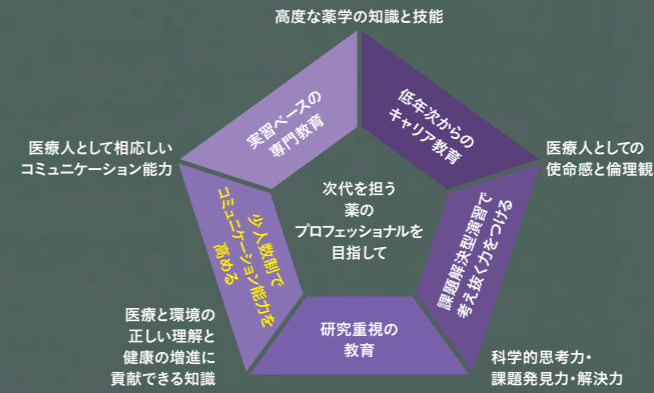 高度な薬学の知識と技能
実習ベースの
専門教育
低年次からの
キャリア教育
医療人として相応しい
コミュニケーション能力
医療人としての
使命感と倫理観
次代を担う
薬の
プロフェッショナルを
目指して
少人数制で
コミュニケーション能力を
高める
課題解決型演習で
考え抜く力をつける
医療と環境の
正しい理解と
健康の増進に
貢献できる知識
研究重視の
教育
科学的思考力・
課題発見力・解決力